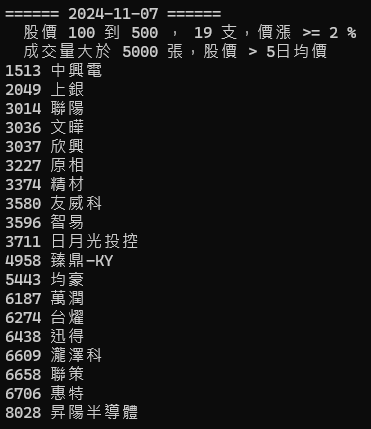 ====== 2024-11-07 ======
股價 100 到 500 , 19 支,價漲 >= 2 %
成交量大於 5000 張,股價 > 5日均價
1513 中興電
2049 上銀
3014 聯陽
3036 文曄
3037 欣興
3227 原相
3374 精材
3580 友威科
3596 智易
3711 日月光投控
4958 臻鼎-KY
5443 均豪
6187 萬潤
6274 台燿
6438 迅得
6609 瀧澤科
6658 聯策
6706 惠特
8028 昇陽半導體